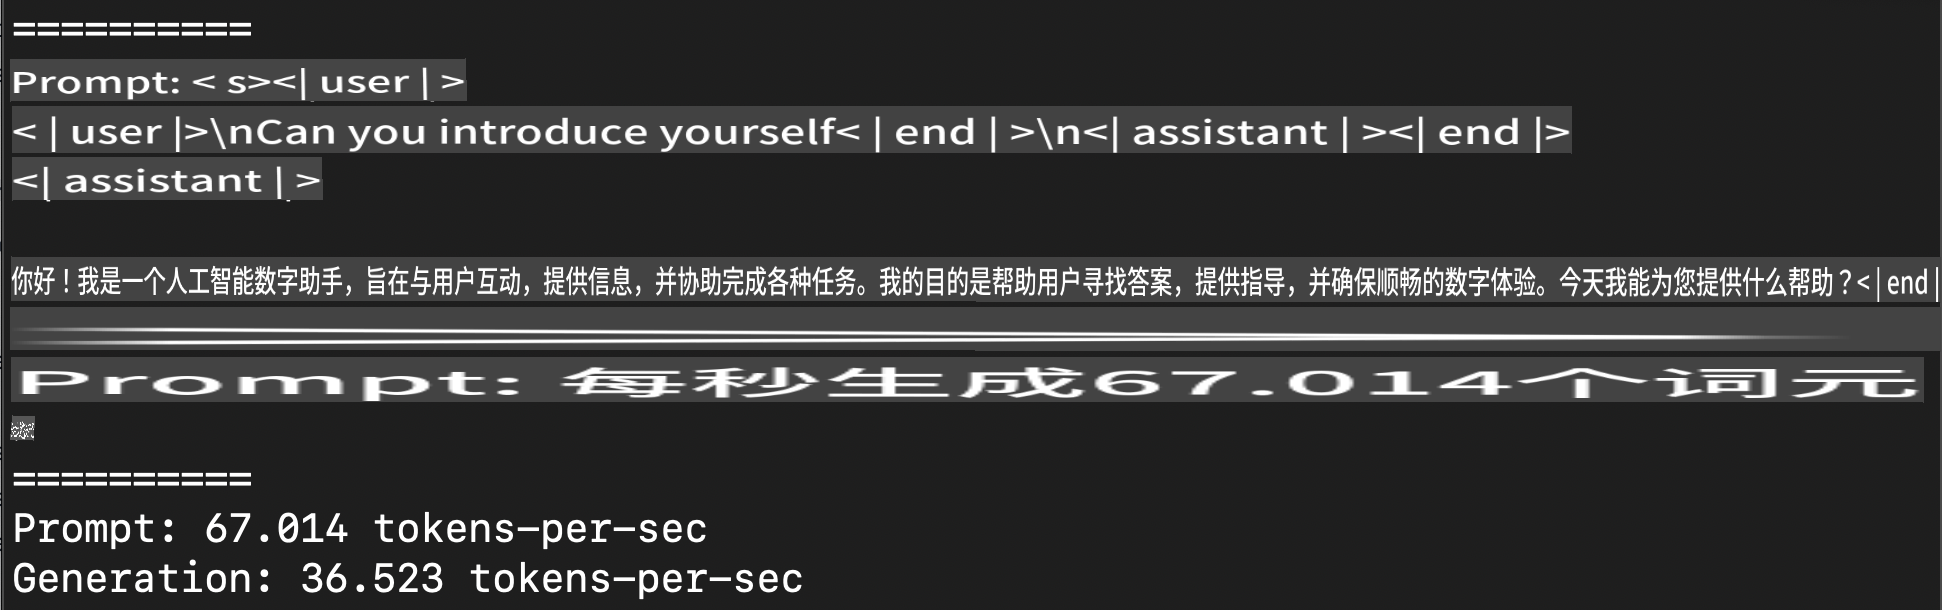 ==========
Prompt: < s><| user | >
< | user |>\nCan you introduce yourself< | end | >\n<| assistant | ><| end |>
<| assistant | >
你好！我是一个人工智能数字助手，旨在与用户互动，提供信息，并协助完成各种任务。我的目的是帮助用户寻找答案，提供指导，并确保顺畅的数字体验。今天我能为您提供什么帮助？< | end |
Prompt: 每秒生成67.014个词元
==========
Prompt: 67.014 tokens-per-sec
Generation: 36.523 tokens-per-sec